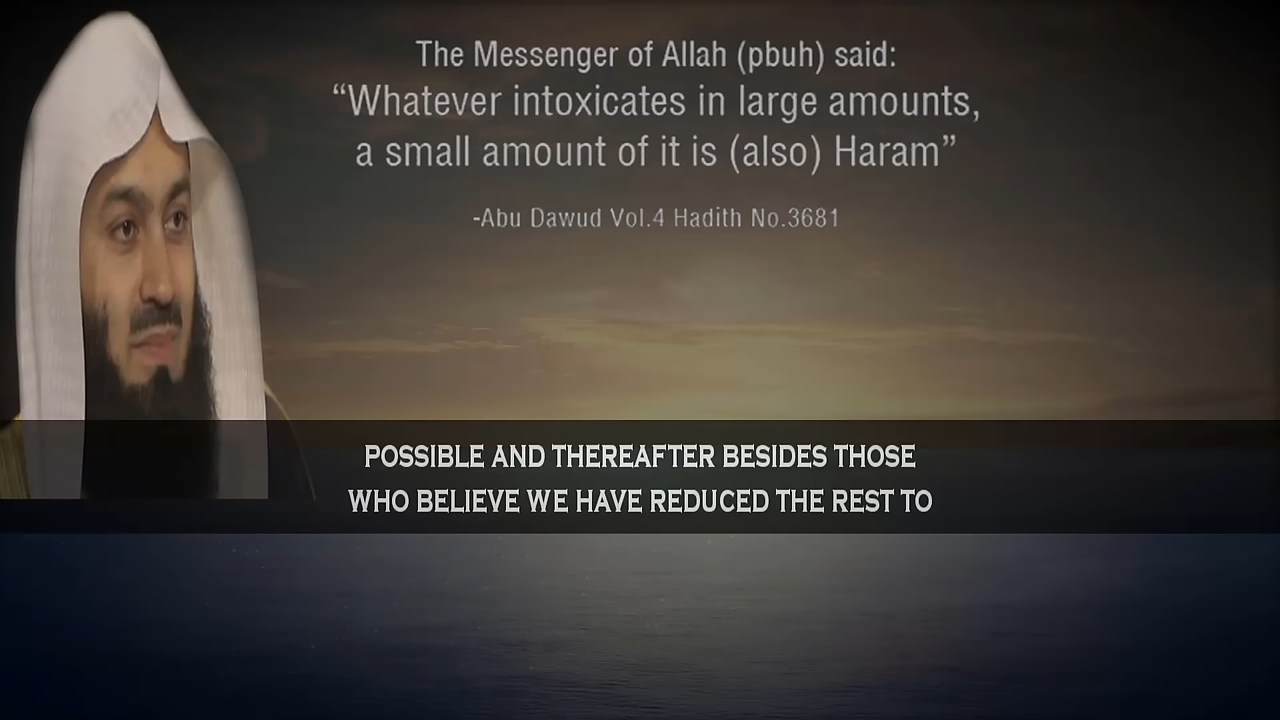 The Messenger of Allah (pbuh) said:
“Whatever intoxicates in large amounts,
a small amount of it is (also) Haram”
-Abu Dawud Vol.4 Hadith No.3681
POSSIBLE AND THEREAFTER BESIDES THOSE
WHO BELIEVE WE HAVE REDUCED THE REST TO